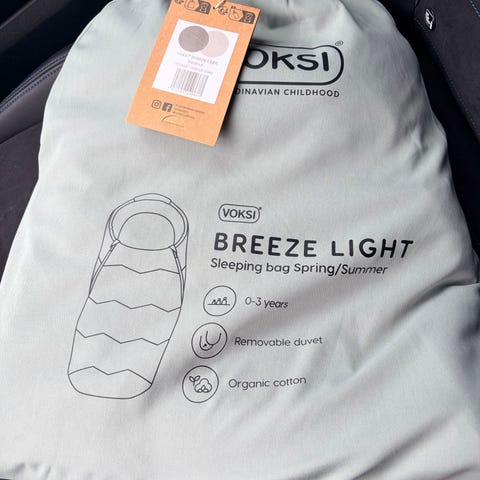 VOKSI®
DINAVIAN CHILDHOOD
VOKSI®
BREEZE LIGHT
Sleeping bag Spring/Summer
0-3 years
Removable duvet
Organic cotton